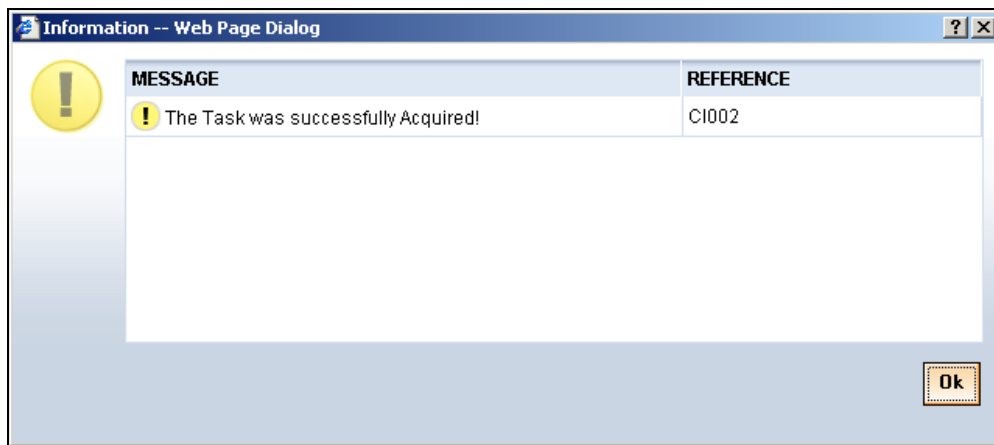 Information -- Web Page Dialog
MESSAGE REFERENCE
The Task was successfully Acquired! CI002
Ok